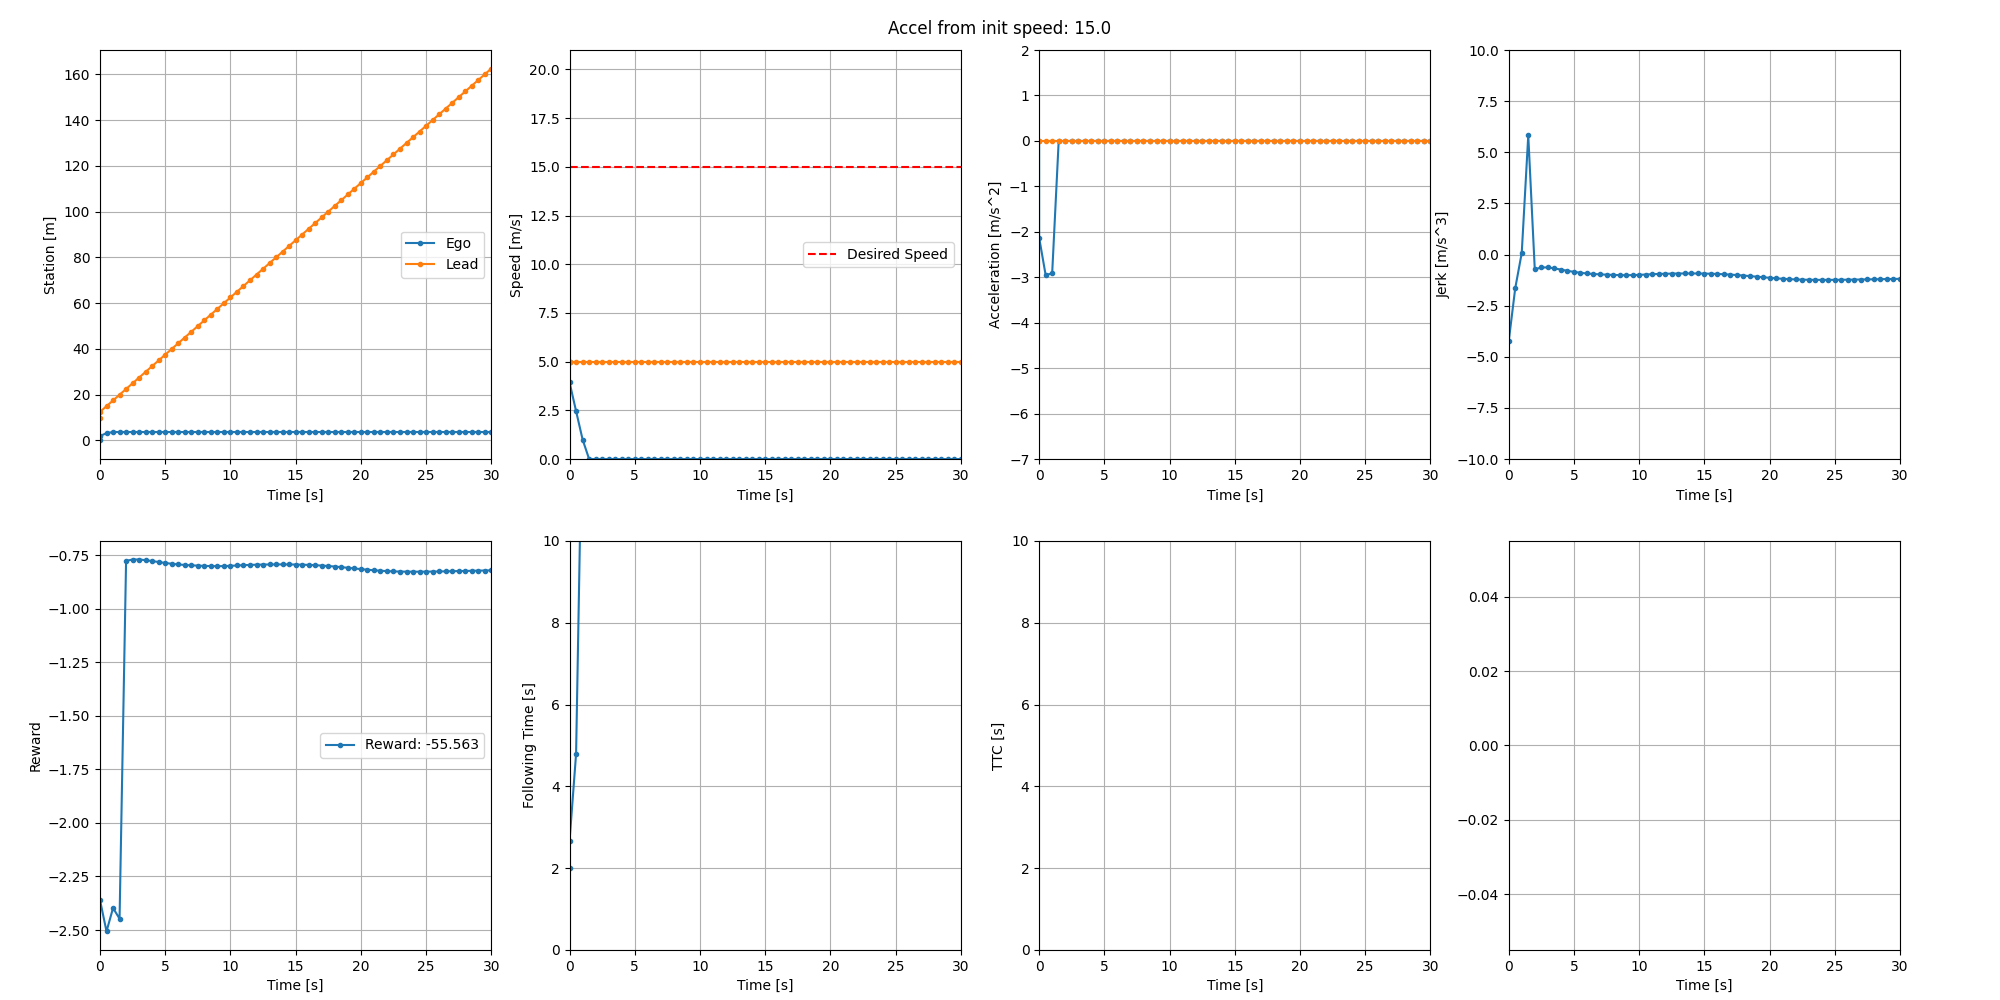 Accel from init speed: 15.0
Station [m]
160
140
120
100
80
60
40
20
0
Ego
Lead
0 5 10 15 20 25 30
Time [s]
Speed [m/s]
20.0
17.5
15.0
12.5
10.0
7.5
5.0
2.5
0.0
Desired Speed
0 5 10 15 20 25 30
Time [s]
Acceleration [m/s^2]
2
1
0
−1
−2
−3
−4
−5
−6
−7
0 5 10 15 20 25 30
Time [s]
Jerk [m/s^3]
10.0
7.5
5.0
2.5
0.0
−2.5
−5.0
−7.5
−10.0
0 5 10 15 20 25 30
Time [s]
Reward
−0.75
−1.00
−1.25
−1.50
−1.75
−2.00
−2.25
−2.50
Reward: -55.563
0 5 10 15 20 25 30
Time [s]
Following Time [s]
10
8
6
4
2
0
0 5 10 15 20 25 30
Time [s]
TTC [s]
10
8
6
4
2
0
0 5 10 15 20 25 30
Time [s]
0.04
0.02
0.00
−0.02
−0.04
0 5 10 15 20 25 30
Time [s]